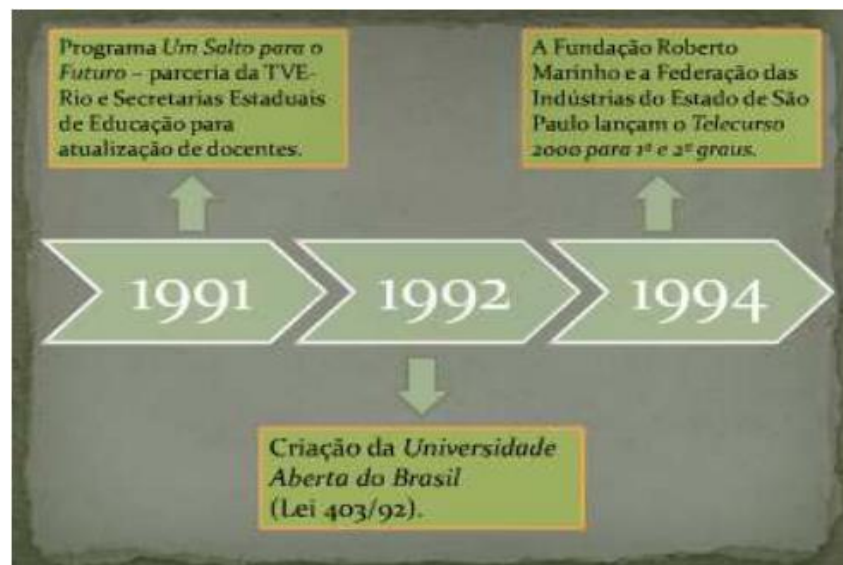 Programa Um Salto para o
Futuro – parceria da TVE-
Rio e Secretarias Estaduais
de Educação para
atualização de docentes.
A Fundação Roberto
Marinho e a Federação das
Indústrias do Estado de São
Paulo lançam o Telecurso
2000 para 1º e 2º graus.
1991
1992
1994
Criação da Universidade
Aberta do Brasil
(Lei 403/92).